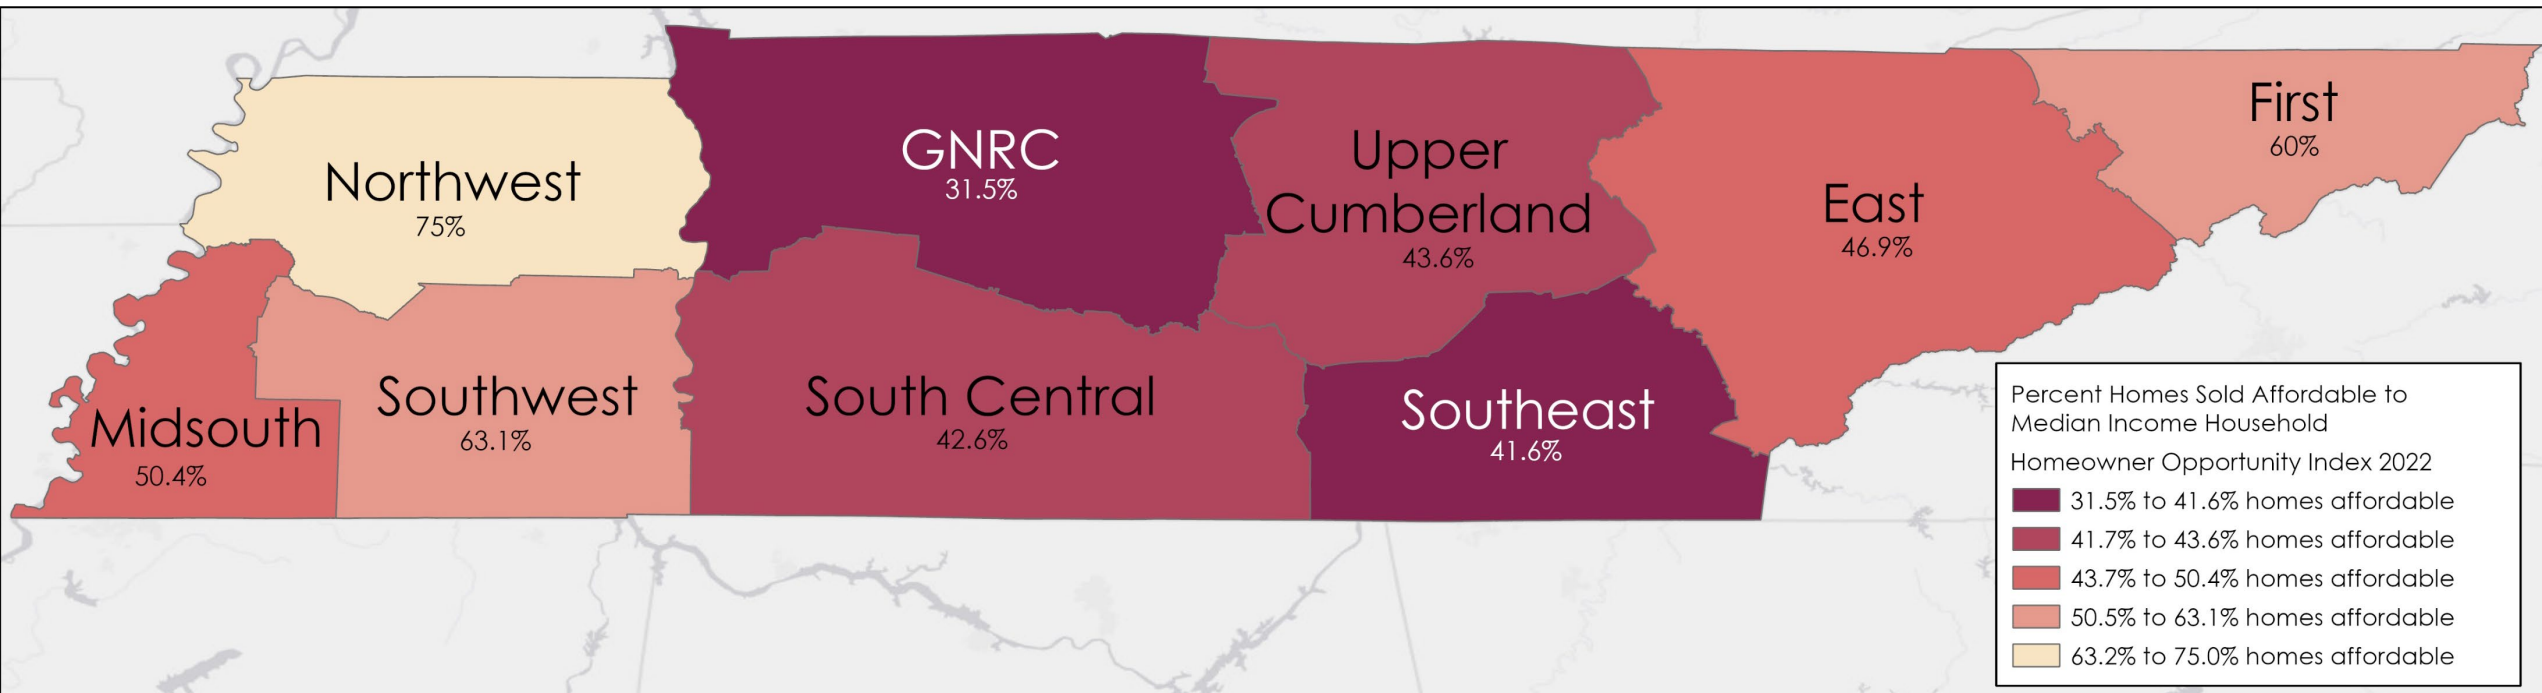 Northwest
75%
GNRC
31.5%
Upper
Cumberland
43.6%
East
46.9%
First
60%
Midsouth
50.4%
Southwest
63.1%
South Central
42.6%
Southeast
41.6%
Percent Homes Sold Affordable to
Median Income Household
Homeowner Opportunity Index 2022
31.5% to 41.6% homes affordable
41.7% to 43.6% homes affordable
43.7% to 50.4% homes affordable
50.5% to 63.1% homes affordable
63.2% to 75.0% homes affordable